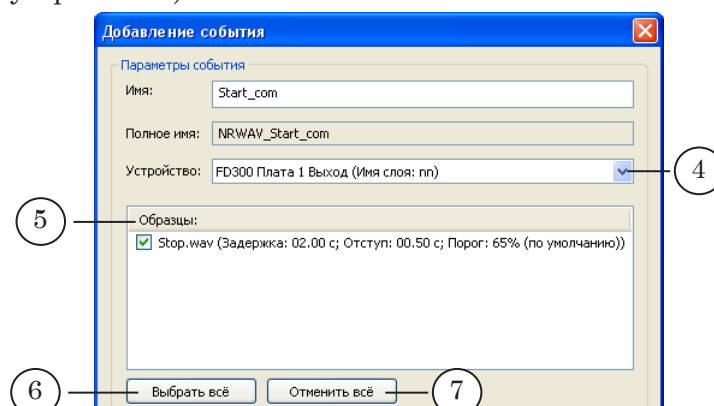 Добавление события
Параметры события
Имя: Start_com
Полное имя: NRWAV_Start_com
Устройство: FD300 Плата 1 Выход (Имя слоя: nn)
4
5
Образцы:
Stop.wav (Задержка: 02.00 с; Отступ: 00.50 с; Порог: 65% (по умолчанию))
6 Выбрать всё Отменить всё 7